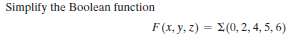 Simplify the Boolean function
F(x, y, z) = Σ(0, 2, 4, 5, 6)